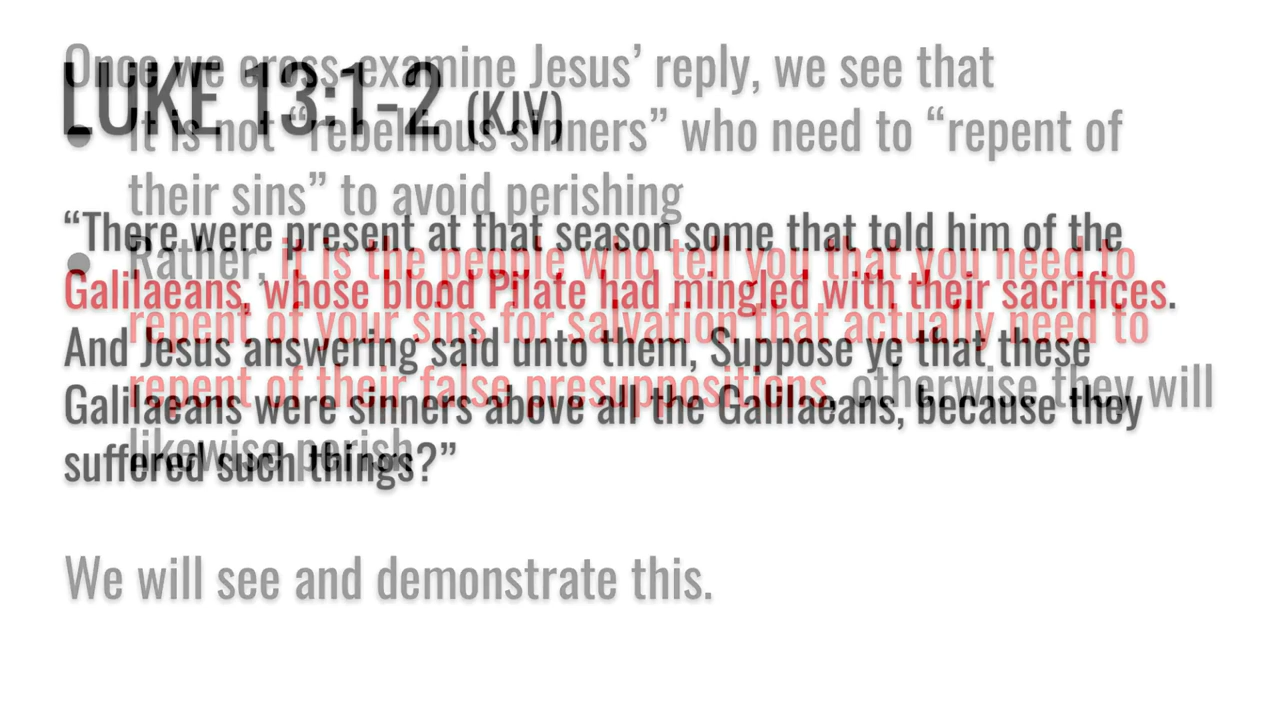 Once we cross examine Jesus’ reply, we see that
● it is not “rebellious sinners” who need to “repent of
their sins” to avoid perishing
● Rather, it is the people who tell you that you need to
repent of your sins for salvation that actually need to
repent of their false presuppositions, otherwise they will
likewise perish
We will see and demonstrate this.
LUKE 13:1-2 (KJV)
“There were present at that season some that told him of the
Galilaeans, whose blood Pilate had mingled with their sacrifices.
And Jesus answering said unto them, Suppose ye that these
Galilaeans were sinners above all the Galilaeans, because they
suffered such things?”